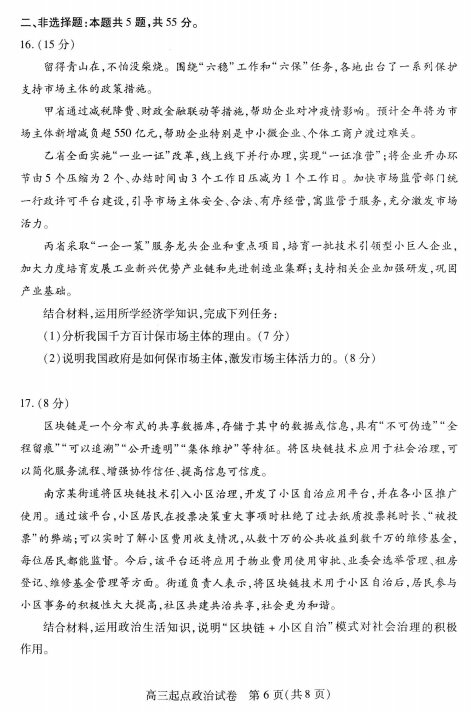 二、非选择题:本题共5题,共55分。
16.(15分)
留得青山在,不怕没柴烧。围绕“六稳”工作和“六保”任务,各地出台了一系列保护
支持市场主体的政策措施。
甲省通过减税降费、财政金融联动等措施,帮助企业对冲疫情影响。预计全年将为市
场主体新增减负超550亿元,帮助企业特别是中小微企业、个体工商户渡过难关。
乙省全面实施“一业一证”改革,线上线下并行办理,实现“一证准营”;将企业开办环
节由5个压缩为2个、办结时间由3个工作日压减为1个工作日。加快市场监管部门统
一行政许可平台建设,引导市场主体安全、合法、有序经营,寓监管于服务,充分激发市场
活力。
丙省采取“一企一策”服务龙头企业和重点项目,培育一批技术引领型小巨人企业,
加大力度培育发展工业新兴优势产业链和先进制造业集群;支持相关企业加强研发,巩固
产业基础。
结合材料,运用所学经济学知识,完成下列任务:
(1)分析我国千方百计保市场主体的理由。(7分)
(2)说明我国政府是如何保市场主体,激发市场主体活力的。(8分)
17.(8分)
区块链是一个分布式的共享数据库,存储于其中的数据或信息,具有“不可伪造”“全
程留痕”“可以追溯”“公开透明”“集体维护”等特征。将区块链技术应用于社会治理,可
以简化服务流程、增强协作信任、提高信息可信度。
南京某街道将区块链技术引入小区治理,开发了小区自治应用平台,并在各小区推广
使用。通过该平台,小区居民在投票决策重大事项时杜绝了过去纸质投票耗时长、“被投
票”的弊端;可以实时了解小区费用收支情况,从数十万的公共收益到数千万的维修基金,
每位居民都能监督。今后,该平台还将应用于物业费用使用审批、业委会选举管理、租房
登记、维修基金管理等方面。街道负责人表示,将区块链技术用于小区自治后,居民参与
小区事务的积极性大大提高,社区共建共治共享,社会更为和谐。
结合材料,运用政治生活知识,说明“区块链+小区自治”模式对社会治理的积极
作用。
高三起点政治试卷 第6页(共8页)